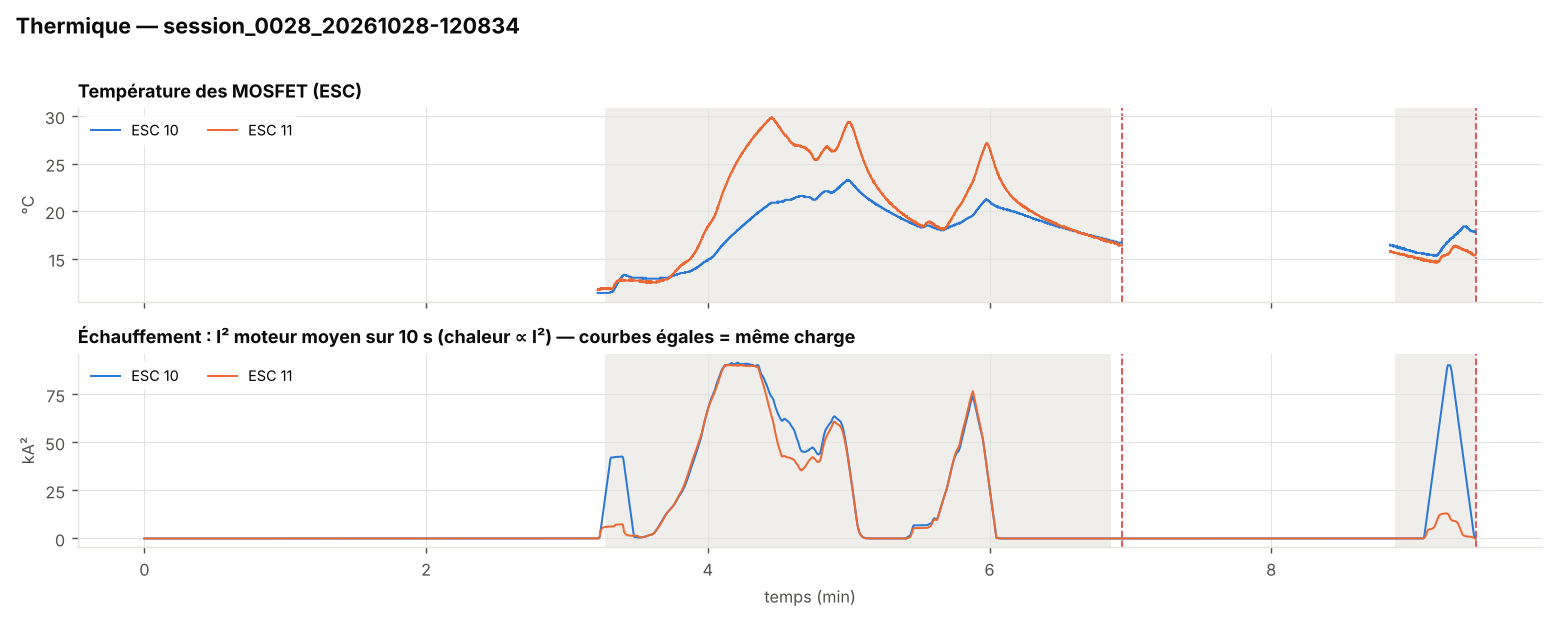 Thermique — session_0028_20261028-120834
Température des MOSFET (ESC)
ESC 10
ESC 11
30
25
20
15
°C
Échauffement : I² moteur moyen sur 10 s (chaleur ∝ I²) — courbes égales = même charge
ESC 10
ESC 11
75
50
25
0
kA²
0
2
4
6
8
temps (min)